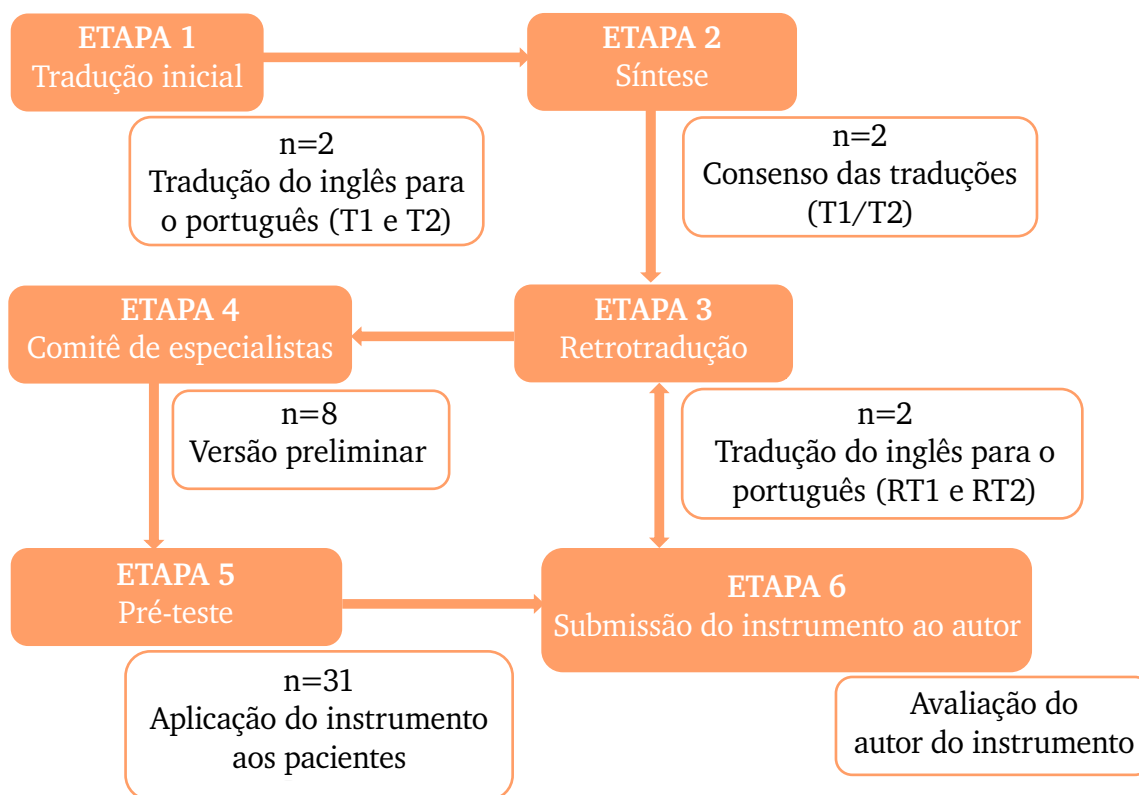 ETAPA 1
Tradução inicial
n=2
Tradução do inglês para
o português (T1 e T2)
ETAPA 2
Síntese
n=2
Consenso das traduções
(T1/T2)
ETAPA 3
Retrotradução
n=2
Tradução do inglês para o
português (RT1 e RT2)
ETAPA 4
Comitê de especialistas
n=8
Versão preliminar
ETAPA 5
Pré-teste
n=31
Aplicação do instrumento
aos pacientes
ETAPA 6
Submissão do instrumento ao autor
Avaliação do
autor do instrumento